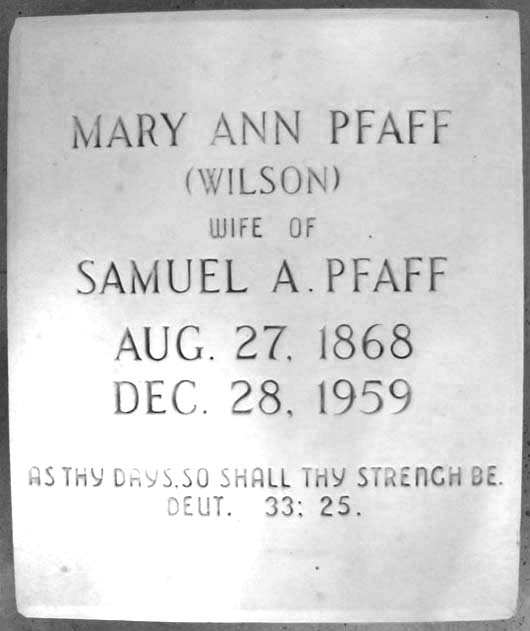 MARY ANN PFAFF
(WILSON)
WIFE OF
SAMUEL A. PFAFF
AUG. 27, 1868
DEC. 28, 1959
AS THY DAYS.SO SHALL THY STRENGH BE.
DEUT. 33: 25.